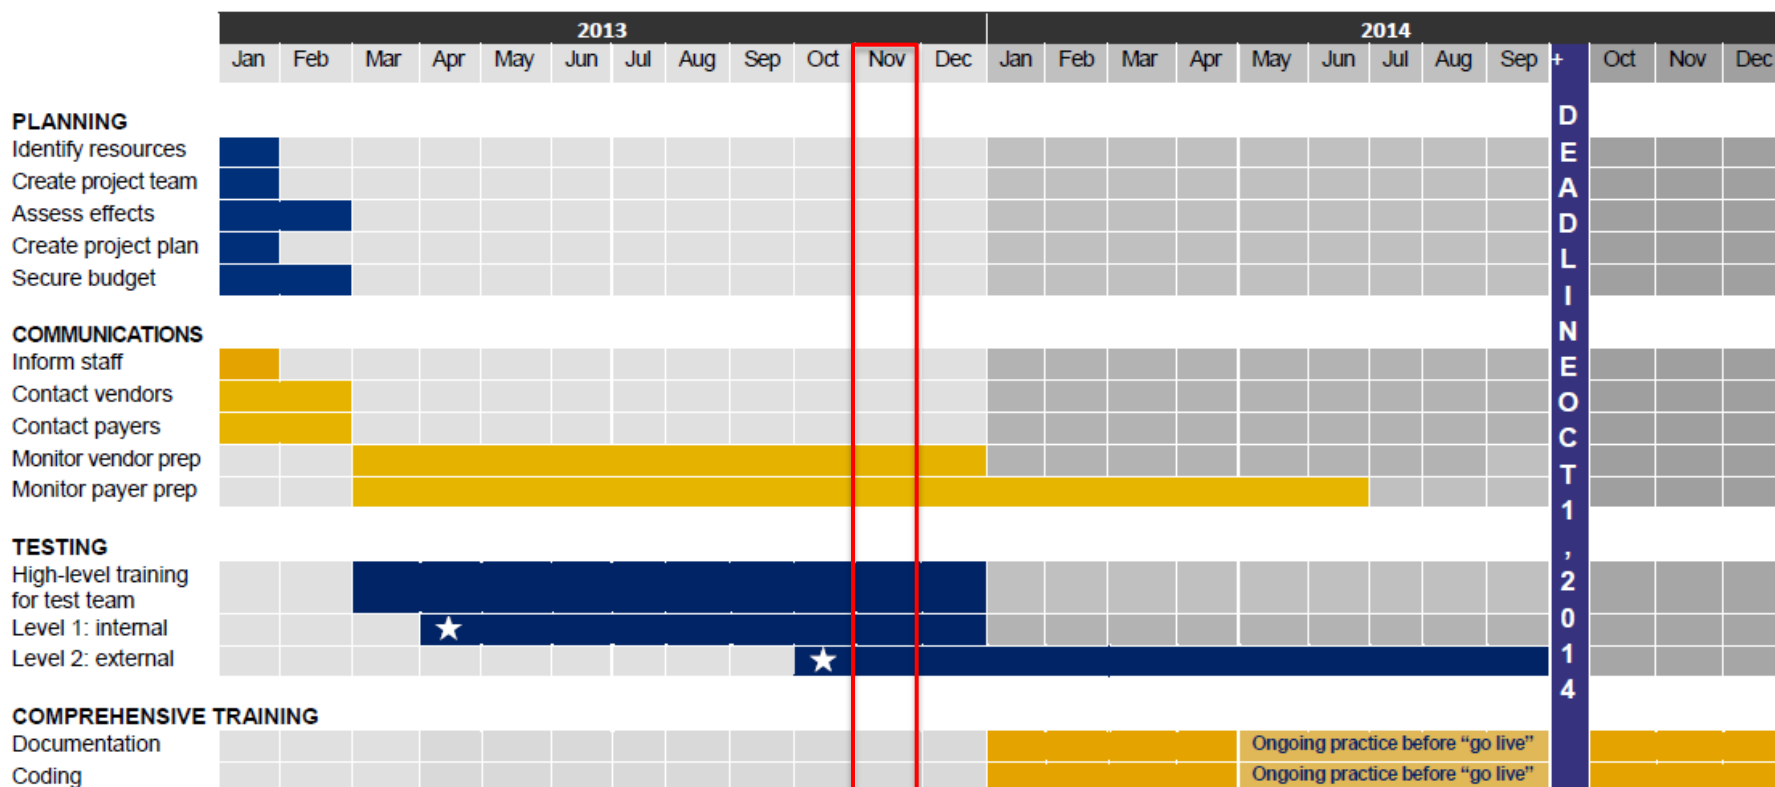 2013 2014
Jan Feb Mar Apr May Jun Jul Aug Sep Oct Nov Dec Jan Feb Mar Apr May Jun Jul Aug Sep + Oct Nov Dec
PLANNING
Identify resources
Create project team
Assess effects
Create project plan
Secure budget
COMMUNICATIONS
Inform staff
Contact vendors
Contact payers
Monitor vendor prep
Monitor payer prep
TESTING
High-level training
for test team
Level 1: internal
Level 2: external
COMPREHENSIVE TRAINING
Documentation Ongoing practice before “go live”
Coding Ongoing practice before “go live”
DEADLINE OCT 1, 2014